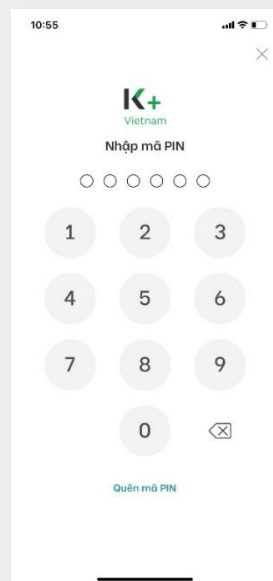 10:55
K+
Vietnam
Nhập mã PIN
1 2 3
4 5 6
7 8 9
0
Quên mã PIN